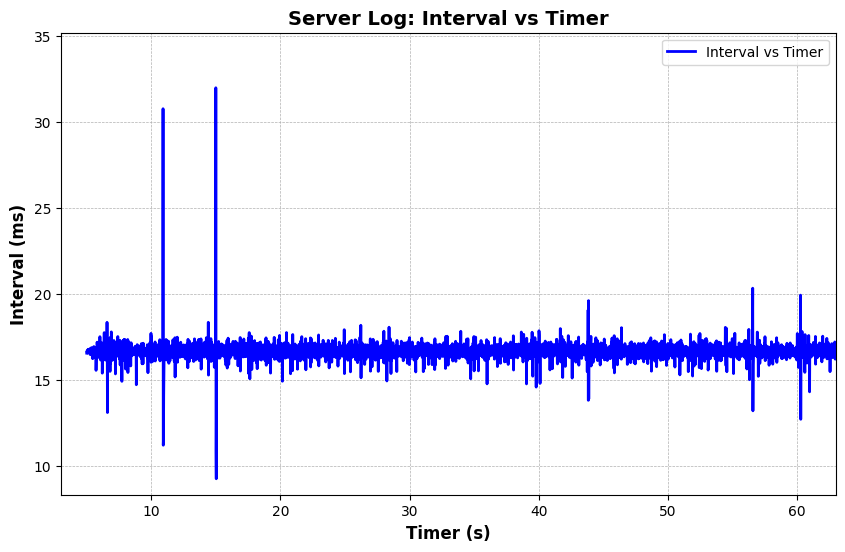 Server Log: Interval vs Timer
Interval vs Timer
35
30
25
20
15
10
Interval (ms)
10 20 30 40 50 60
Timer (s)